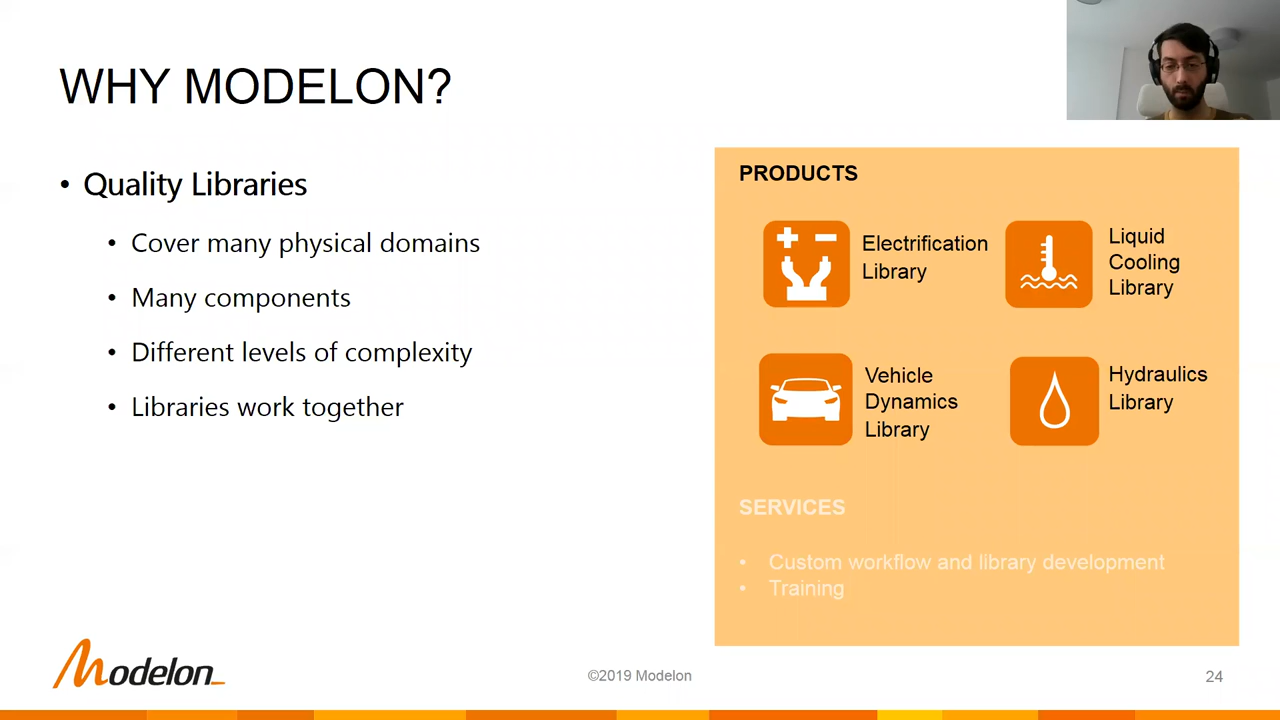 WHY MODELON?
• Quality Libraries
• Cover many physical domains
• Many components
• Different levels of complexity
• Libraries work together
PRODUCTS
Electrification
Library
Liquid
Cooling
Library
Vehicle
Dynamics
Library
Hydraulics
Library
SERVICES
• Custom workflow and library development
• Training
Modelon_
©2019 Modelon
24